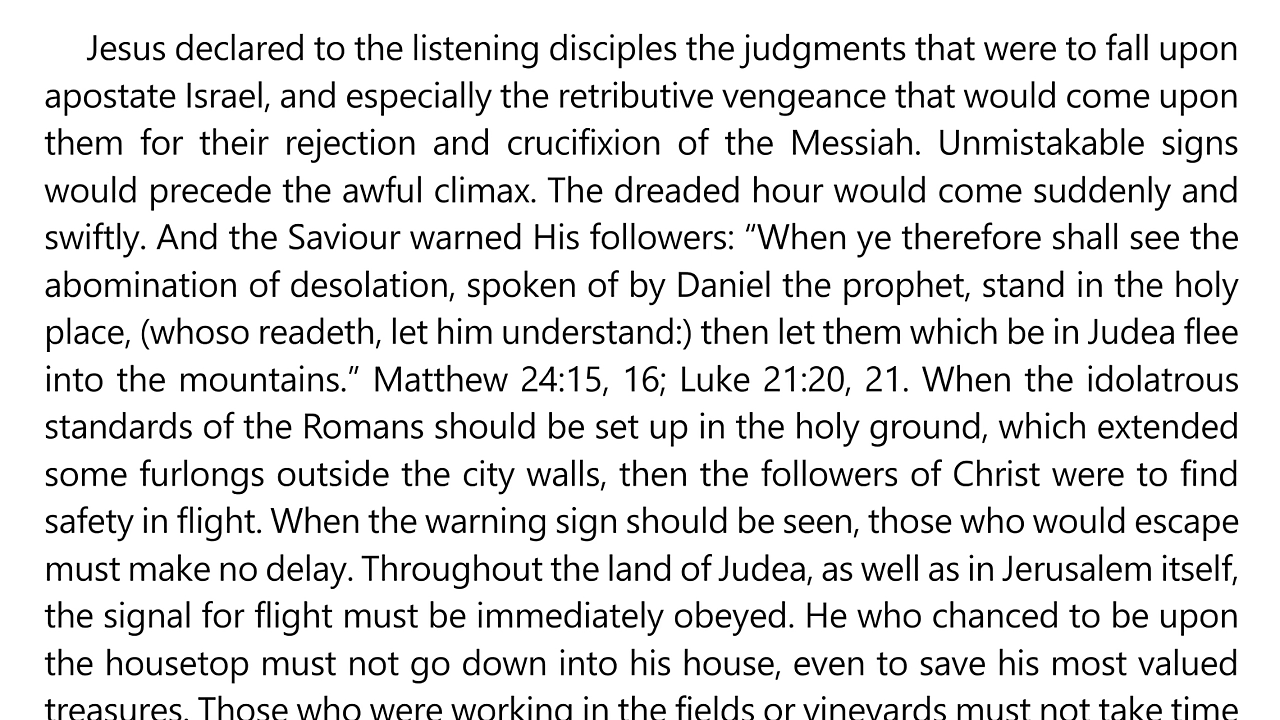 Jesus declared to the listening disciples the judgments that were to fall upon
apostate Israel, and especially the retributive vengeance that would come upon
them for their rejection and crucifixion of the Messiah. Unmistakable signs
would precede the awful climax. The dreaded hour would come suddenly and
swiftly. And the Saviour warned His followers: “When ye therefore shall see the
abomination of desolation, spoken of by Daniel the prophet, stand in the holy
place, (whoso readeth, let him understand:) then let them which be in Judea flee
into the mountains.” Matthew 24:15, 16; Luke 21:20, 21. When the idolatrous
standards of the Romans should be set up in the holy ground, which extended
some furlongs outside the city walls, then the followers of Christ were to find
safety in flight. When the warning sign should be seen, those who would escape
must make no delay. Throughout the land of Judea, as well as in Jerusalem itself,
the signal for flight must be immediately obeyed. He who chanced to be upon
the housetop must not go down into his house, even to save his most valued
treasures. Those who were working in the fields or vineyards must not take time